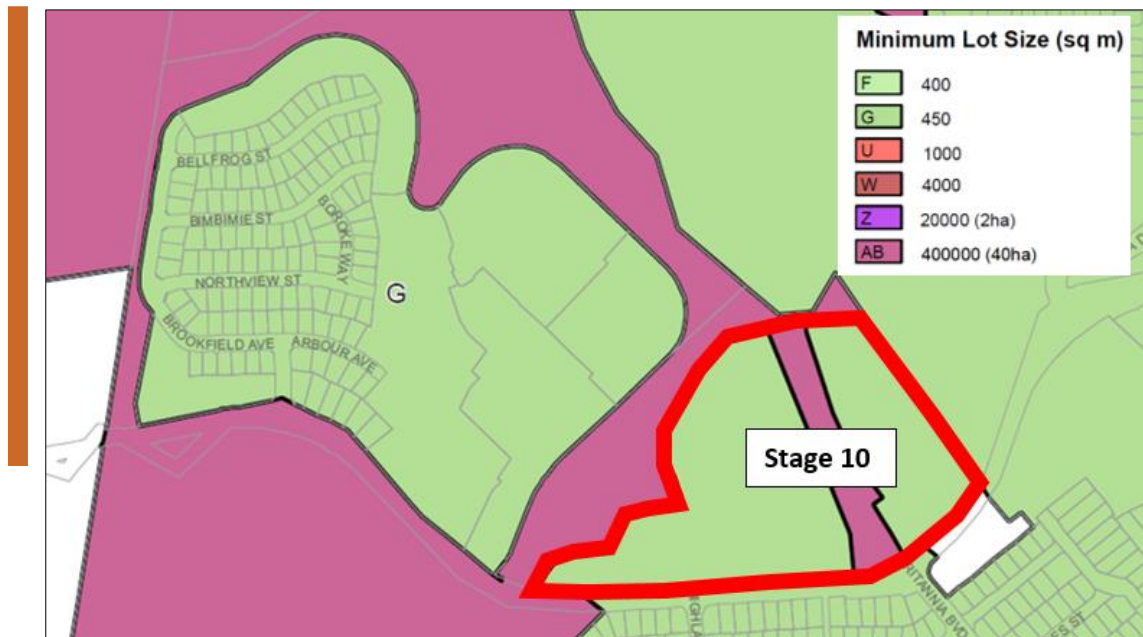 Minimum Lot Size (sq m)
F 400
G 450
U 1000
W 4000
Z 20000 (2ha)
AB 400000 (40ha)
BELLFROG ST
BIMBIMIE ST
BOROKE WAY
NORTHVIEW ST
G
BROOKFIELD AVE
ARBOUR AVE
Stage 10